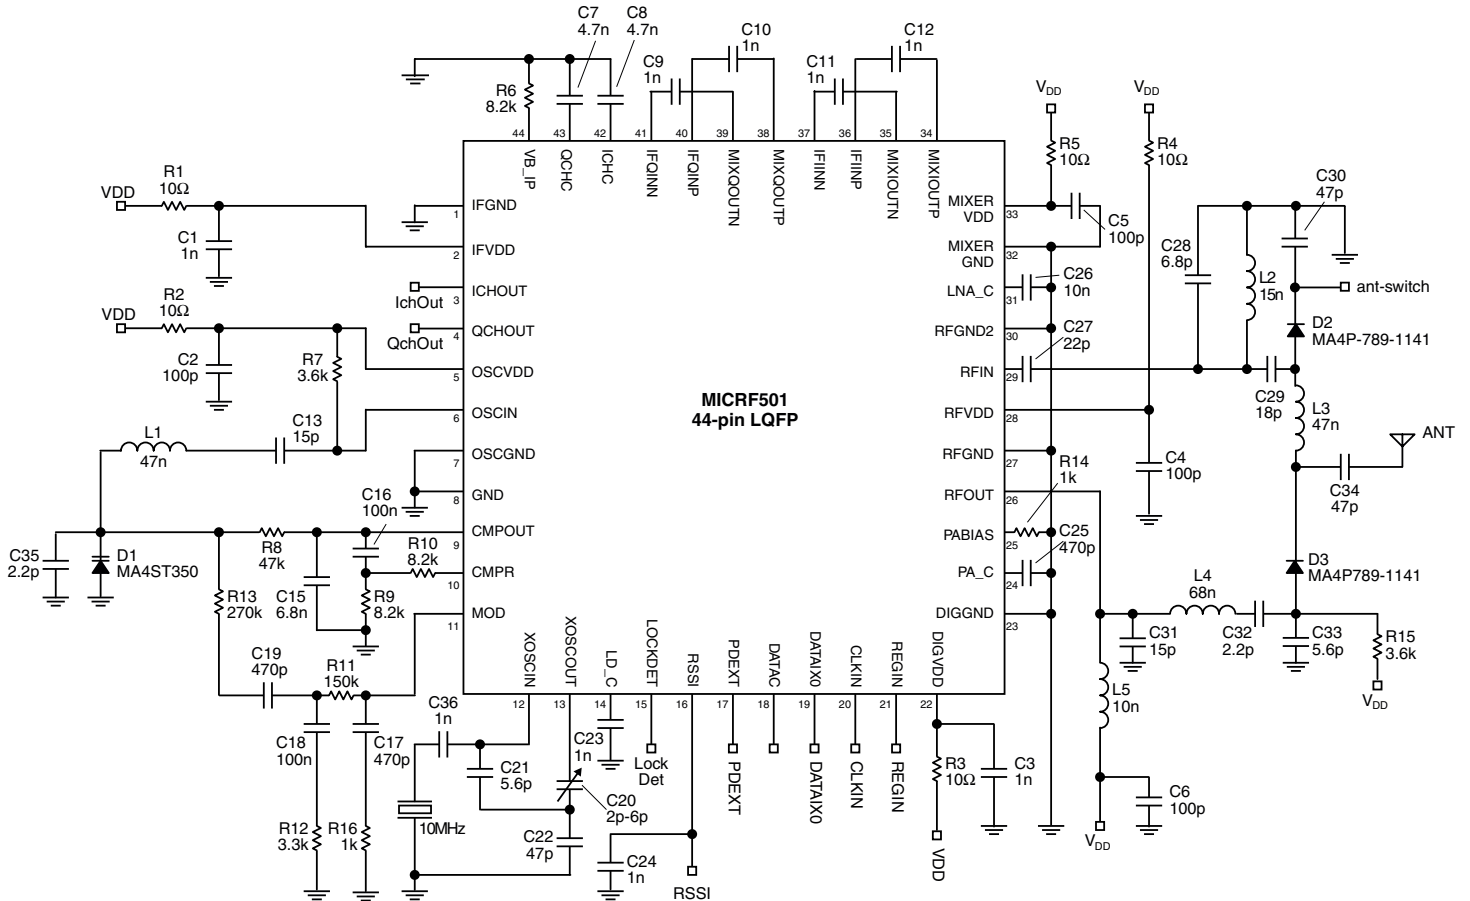 C7
4.7n
C8
4.7n
C10
1n
C12
1n
C9
1n
C11
1n
R6
8.2k
44 43 42 41 40 39 38 37 36 35 34
VB_IP
QCHC
ICHC
IFQINN
IFQINP
MIXQOUTN
MIXQOUTP
IFIINN
IFIINP
MIXIOUTN
MIXIOUTP
VDD
R1
10Ω
C1
1n
IFGND
1
IFVDD
2
IchOut
ICHOUT
3
QchOut
QCHOUT
4
VDD
R2
10Ω
C2
100p
R7
3.6k
OSCVDD
5
OSCIN
6
L1
47n
C13
15p
OSCGND
7
GND
8
CMPOUT
9
CMPR
10
MOD
11
C16
100n
R10
8.2k
R8
47k
C35
2.2p
D1
MA4ST350
R13
270k
C15
6.8n
R9
8.2k
C19
470p
R11
150k
C18
100n
C17
470p
R12
3.3k
R16
1k
MICRF501
44-pin LQFP
VDD
R5
10Ω
VDD
R4
10Ω
MIXER
VDD
33
C5
100p
MIXER
GND
32
C26
10n
LNA_C
31
RFGND2
30
C27
22p
RFIN
29
RFVDD
28
RFGND
27
R14
1k
RFOUT
26
PABIAS
25
C25
470p
PA_C
24
DIGGND
23
C4
100p
C28
6.8p
L2
15n
C30
47p
ant-switch
D2
MA4P-789-1141
C29
18p
L3
47n
ANT
C34
47p
D3
MA4P789-1141
L4
68n
C31
15p
C32
2.2p
C33
5.6p
R15
3.6k
VDD
L5
10n
C6
100p
VDD
XOSCIN
XOSCOUT
LD_C
LOCKDET
RSSI
PDEXT
DATAC
DATAIX0
CLKIN
REGIN
DIGVDD
12 13 14 15 16 17 18 19 20 21 22
C36
1n
C21
5.6p
C23
1n
C20
2p-6p
10MHz
C22
47p
C24
1n
Lock
Det
RSSI
PDEXT
DATAIX0
CLKIN
REGIN
R3
10Ω
C3
1n
VDD